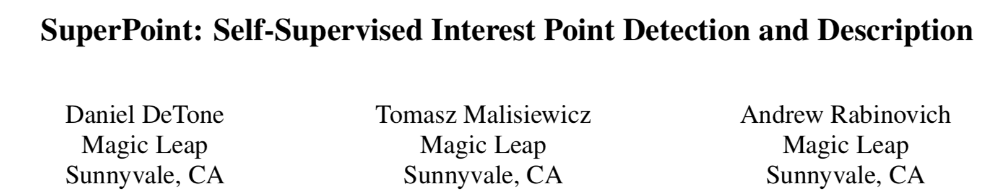 SuperPoint: Self-Supervised Interest Point Detection and Description
Daniel DeTone
Magic Leap
Sunnyvale, CA
Tomasz Malisiewicz
Magic Leap
Sunnyvale, CA
Andrew Rabinovich
Magic Leap
Sunnyvale, CA